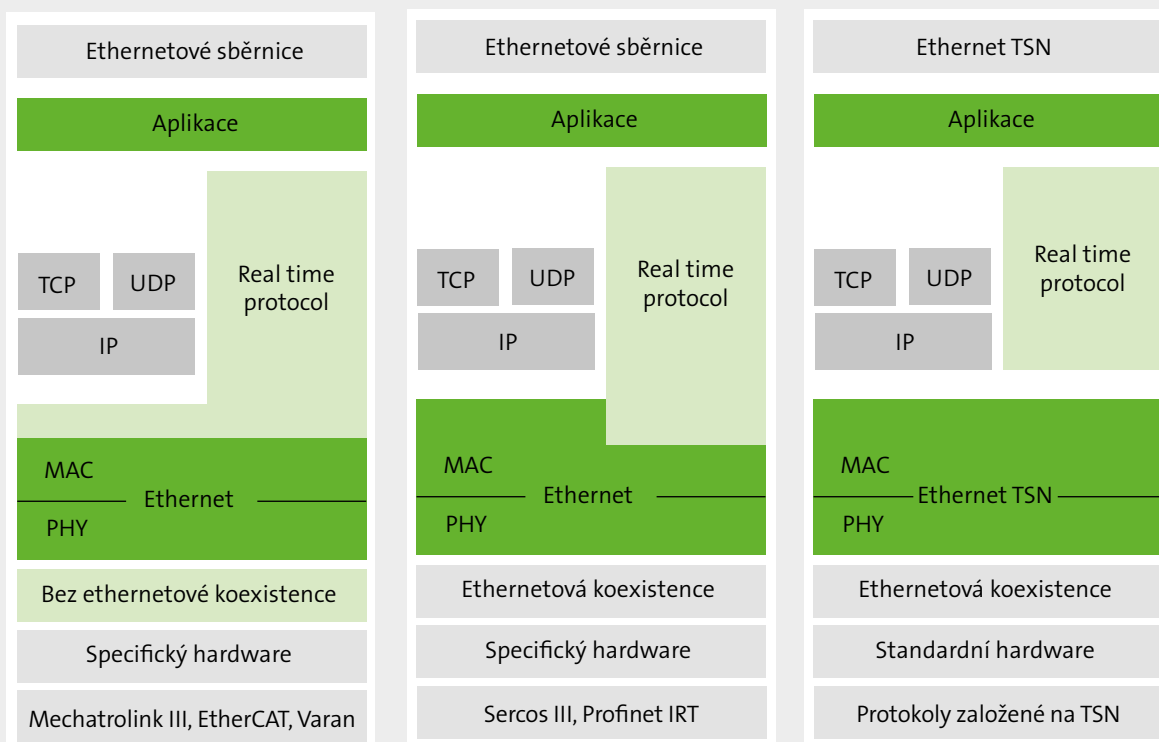 Ethernetové sběrnice
Aplikace
Real time
protocol
TCP
UDP
IP
MAC
Ethernet
PHY
Bez ethernetové koexistence
Specifický hardware
Mechatrolink III, EtherCAT, Varan
Ethernetové sběrnice
Aplikace
Real time
protocol
TCP
UDP
IP
MAC
Ethernet
PHY
Ethernetová koexistence
Specifický hardware
Sercos III, Profinet IRT
Ethernet TSN
Aplikace
Real time
protocol
TCP
UDP
IP
MAC
Ethernet TSN
PHY
Ethernetová koexistence
Standardní hardware
Protokoly založené na TSN